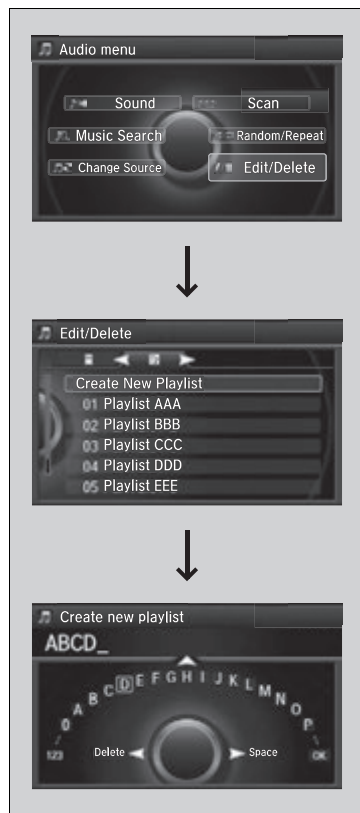 Audio menu
Sound
Scan
Music Search
Random/Repeat
Change Source
Edit/Delete
Edit/Delete
Create New Playlist
01 Playlist AAA
02 Playlist BBB
03 Playlist CCC
04 Playlist DDD
05 Playlist EEE
Create new playlist
ABCD_
123 0 A B C D E F G H I J K L M N O P OK
Delete
Space